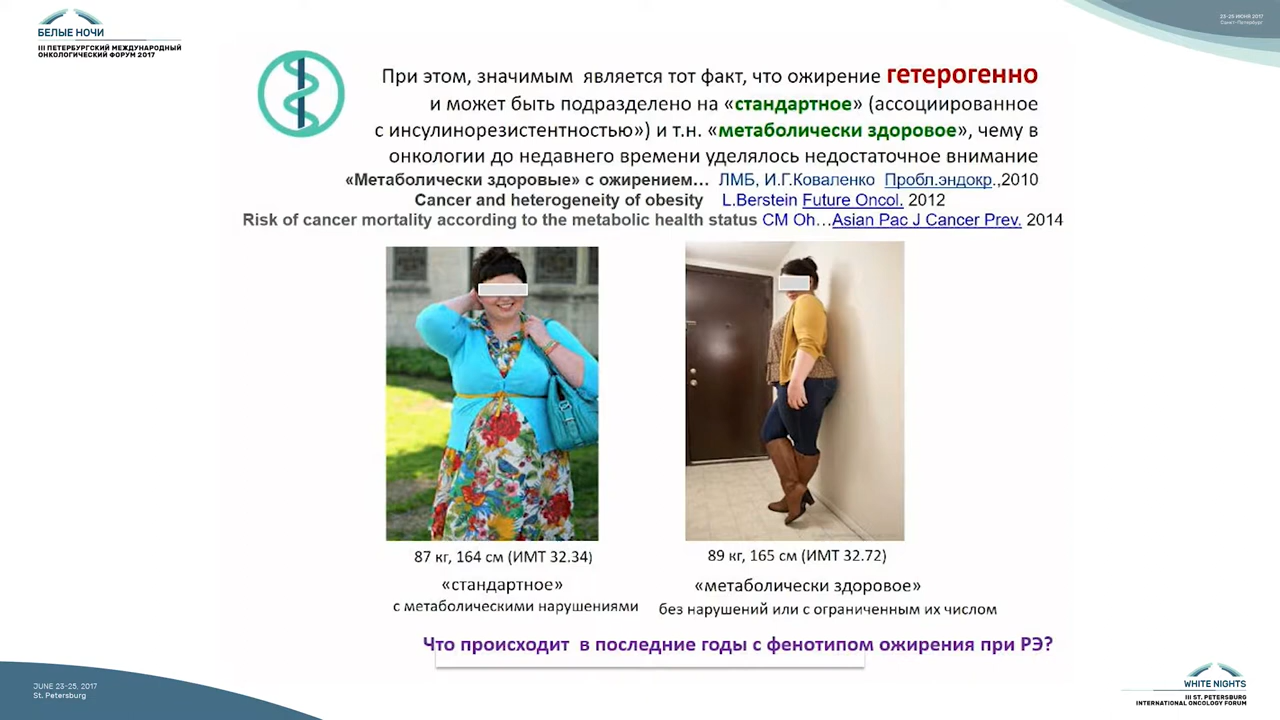 БЕЛЫЕ НОЧИ
III ПЕТЕРБУРГСКИЙ МЕЖДУНАРОДНЫЙ
ОНКОЛОГИЧЕСКИЙ ФОРУМ 2017
23-25 ИЮНЯ 2017
Санкт-Петербург
При этом, значимым является тот факт, что ожирение гетерогенно
и может быть подразделено на «стандартное» (ассоциированное
с инсулинорезистентностью») и т.н. «метаболически здоровое», чему в
онкологии до недавнего времени уделялось недостаточное внимание
«Метаболически здоровые» с ожирением… ЛМБ, И.Г.Коваленко Пробл.эндокр.,2010
Cancer and heterogeneity of obesity L.Berstein Future Oncol. 2012
Risk of cancer mortality according to the metabolic health status CM Oh…Asian Pac J Cancer Prev. 2014
87 кг, 164 см (ИМТ 32.34)
«стандартное»
с метаболическими нарушениями
89 кг, 165 см (ИМТ 32.72)
«метаболически здоровое»
без нарушений или с ограниченным их числом
Что происходит в последние годы с фенотипом ожирения при РЭ?
JUNE 23-25, 2017
St. Petersburg
WHITE NIGHTS
III ST. PETERSBURG
INTERNATIONAL ONCOLOGY FORUM